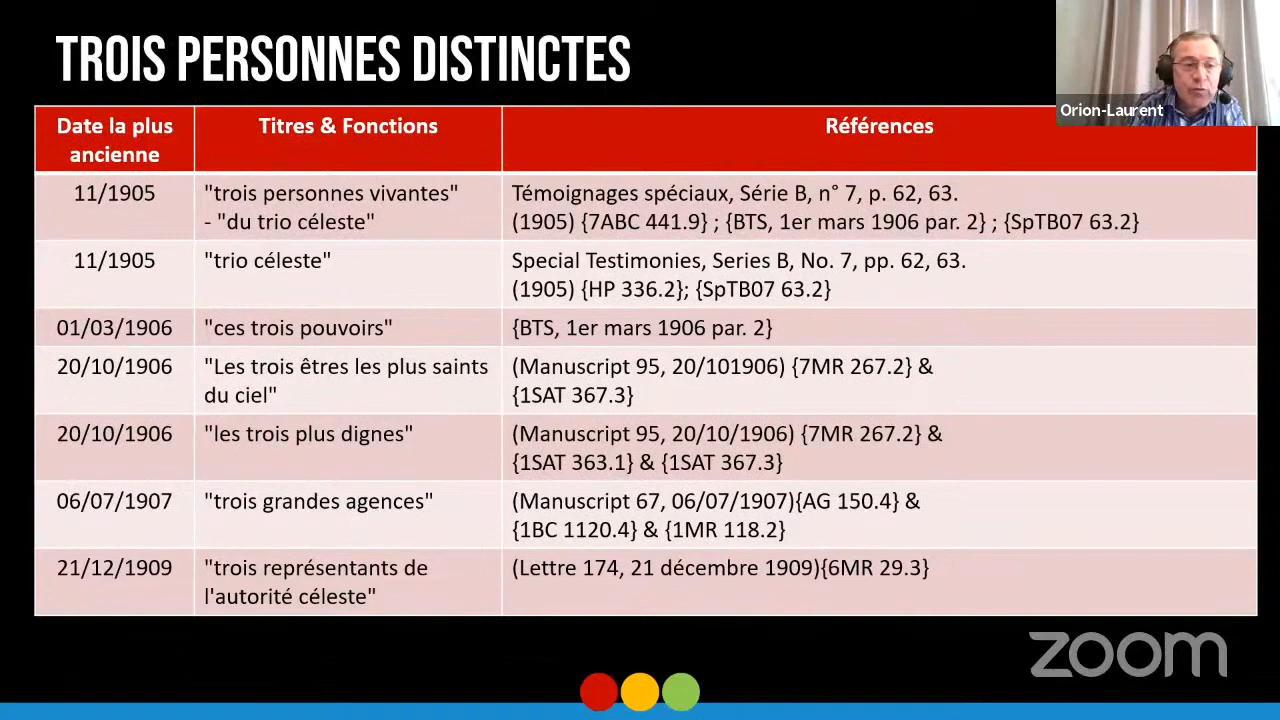 TROIS PERSONNES DISTINCTES
Orion-Laurent
Date la plus
ancienne
Titres & Fonctions
Références
11/1905
"trois personnes vivantes"
- "du trio céleste"
Témoignages spéciaux, Série B, n° 7, p. 62, 63.
(1905) {7ABC 441.9} ; {BTS, 1er mars 1906 par. 2} ; {SpTB07 63.2}
11/1905
"trio céleste"
Special Testimonies, Series B, No. 7, pp. 62, 63.
(1905) {HP 336.2}; {SpTB07 63.2}
01/03/1906
"ces trois pouvoirs"
{BTS, 1er mars 1906 par. 2}
20/10/1906
"Les trois êtres les plus saints
du ciel"
(Manuscript 95, 20/101906) {7MR 267.2} &
{1SAT 367.3}
20/10/1906
"les trois plus dignes"
(Manuscript 95, 20/10/1906) {7MR 267.2} &
{1SAT 363.1} & {1SAT 367.3}
06/07/1907
"trois grandes agences"
(Manuscript 67, 06/07/1907){AG 150.4} &
{1BC 1120.4} & {1MR 118.2}
21/12/1909
"trois représentants de
l'autorité céleste"
(Lettre 174, 21 décembre 1909){6MR 29.3}
zoom